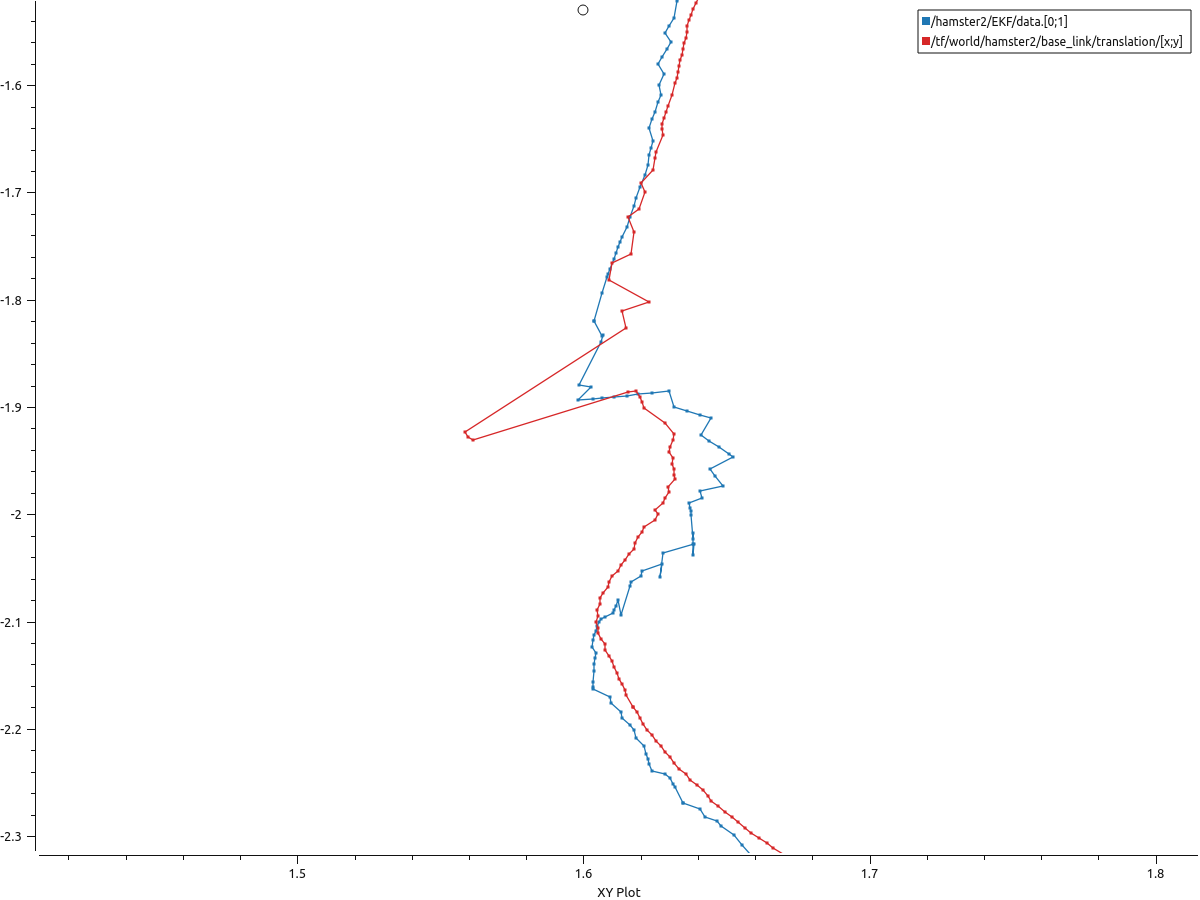 /hamster2/EKF/data.[0;1]
/tf/world/hamster2/base_link/translation/[x;y]
-1.6
-1.7
-1.8
-1.9
-2
-2.1
-2.2
-2.3
1.5 1.6 1.7 1.8
XY Plot